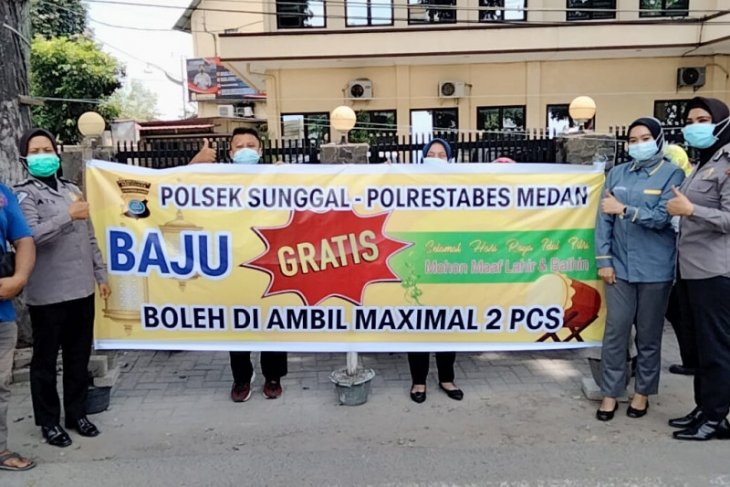 POLSEK SUNGGAL - POLRESTABES MEDAN
BAJU
GRATIS
Selamat Hari Raya Idul Fitri
Mohon Maaf Lahir & Bathin
BOLEH DI AMBIL MAXIMAL 2 PCS